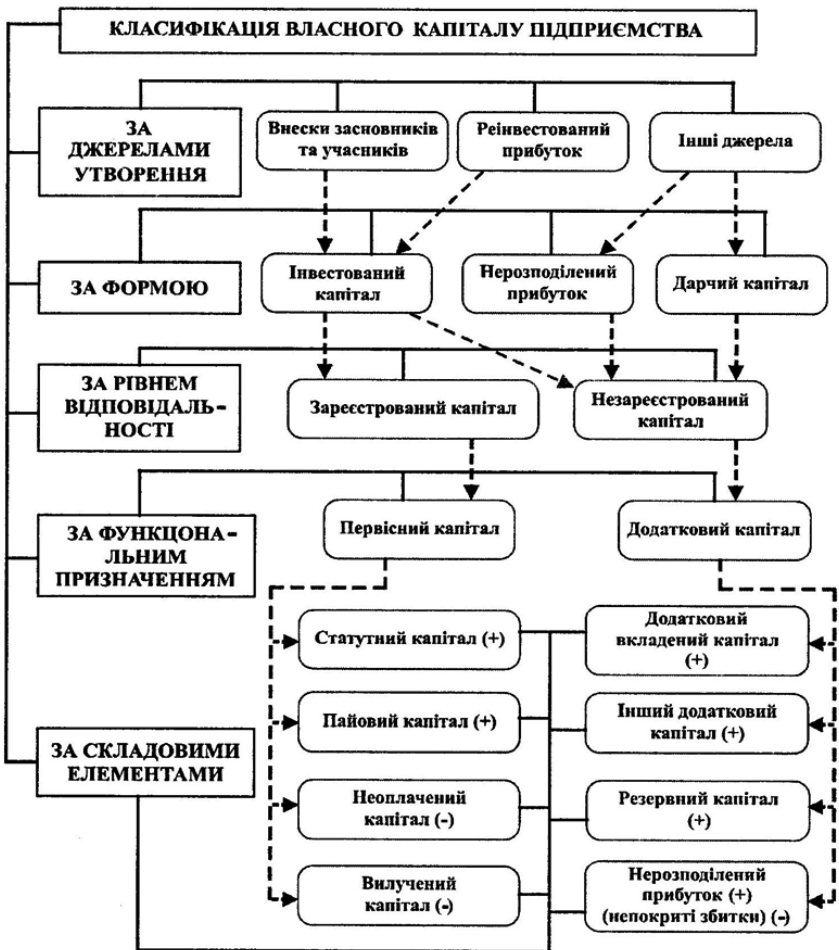 КЛАСИФІКАЦІЯ ВЛАСНОГО КАПІТАЛУ ПІДПРИЄМСТВА
ЗА
ДЖЕРЕЛАМИ
УТВОРЕННЯ
Внески засновників
та учасників
Реінвестований
прибуток
Інші джерела
ЗА ФОРМОЮ
Інвестований
капітал
Нерозподілений
прибуток
Дарчий капітал
ЗА РІВНЕМ
ВІДПОВІДАЛЬ-
НОСТІ
Зареєстрований капітал
Незареєстрований
капітал
ЗА ФУНКЦОНА-
ЛЬНИМ
ПРИЗНАЧЕННЯМ
Первісний капітал
Додатковий капітал
ЗА СКЛАДОВИМИ
ЕЛЕМЕНТАМИ
Статутний капітал (+)
Додатковий
вкладений капітал
(+)
Пайовий капітал (+)
Інший додатковий
капітал (+)
Неоплачений
капітал (-)
Резервний капітал
(+)
Вилучений
капітал (-)
Нерозподілений
прибуток (+)
(непокриті збитки) (-)